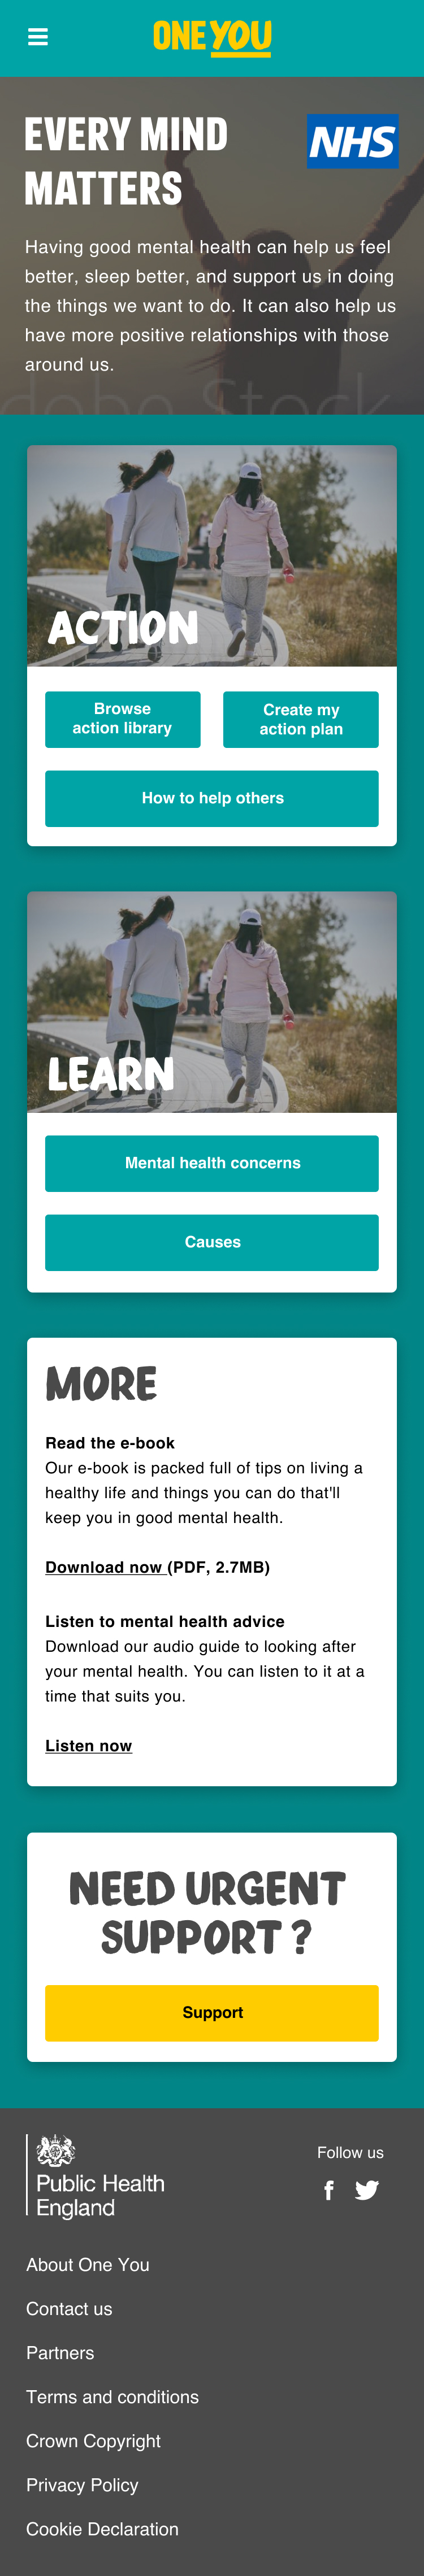 ONE YOU
EVERY MIND
MATTERS
NHS
Having good mental health can help us feel
better, sleep better, and support us in doing
the things we want to do. It can also help us
have more positive relationships with those
around us.
dobe Stock
ACTION
Browse
action library
Create my
action plan
How to help others
LEARN
Mental health concerns
Causes
MORE
Read the e-book
Our e-book is packed full of tips on living a
healthy life and things you can do that'll
keep you in good mental health.
Download now (PDF, 2.7MB)
Listen to mental health advice
Download our audio guide to looking after
your mental health. You can listen to it at a
time that suits you.
Listen now
NEED URGENT
SUPPORT ?
Support
Public Health
England
Follow us
About One You
Contact us
Partners
Terms and conditions
Crown Copyright
Privacy Policy
Cookie Declaration